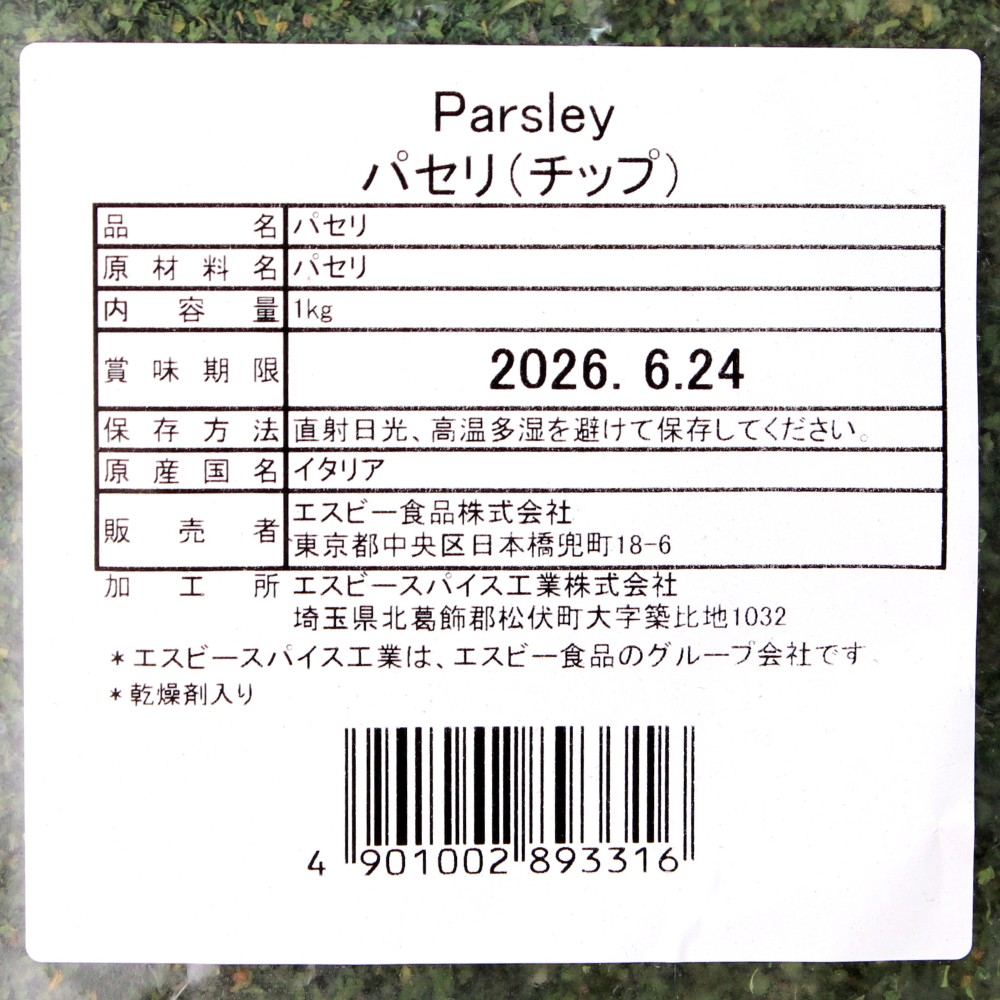 Parsley
パセリ（チップ）
品名 パセリ
原材料名 パセリ
内容量 1kg
賞味期限 2026. 6.24
保存方法 直射日光、高温多湿を避けて保存してください。
原産国名 イタリア
販売者 エスビー食品株式会社
東京都中央区日本橋兜町18-6
加工所 エスビースパイス工業株式会社
埼玉県北葛飾郡松伏町大字築比地1032
＊エスビースパイス工業は、エスビー食品のグループ会社です
＊乾燥剤入り
4 901002 893316